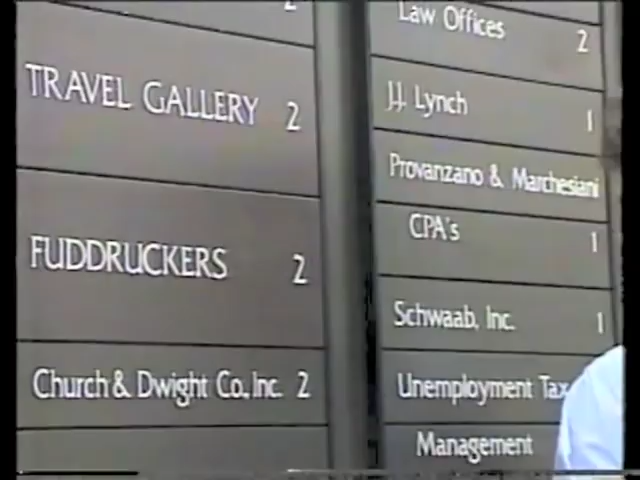 2
TRAVEL GALLERY 2
FUDDRUCKERS 2
Church & Dwight Co., Inc. 2
Law Offices 2
J.J. Lynch 1
Provanzano & Marchesiani
CPA's 1
Schwaab, Inc. 1
Unemployment Tax
Management